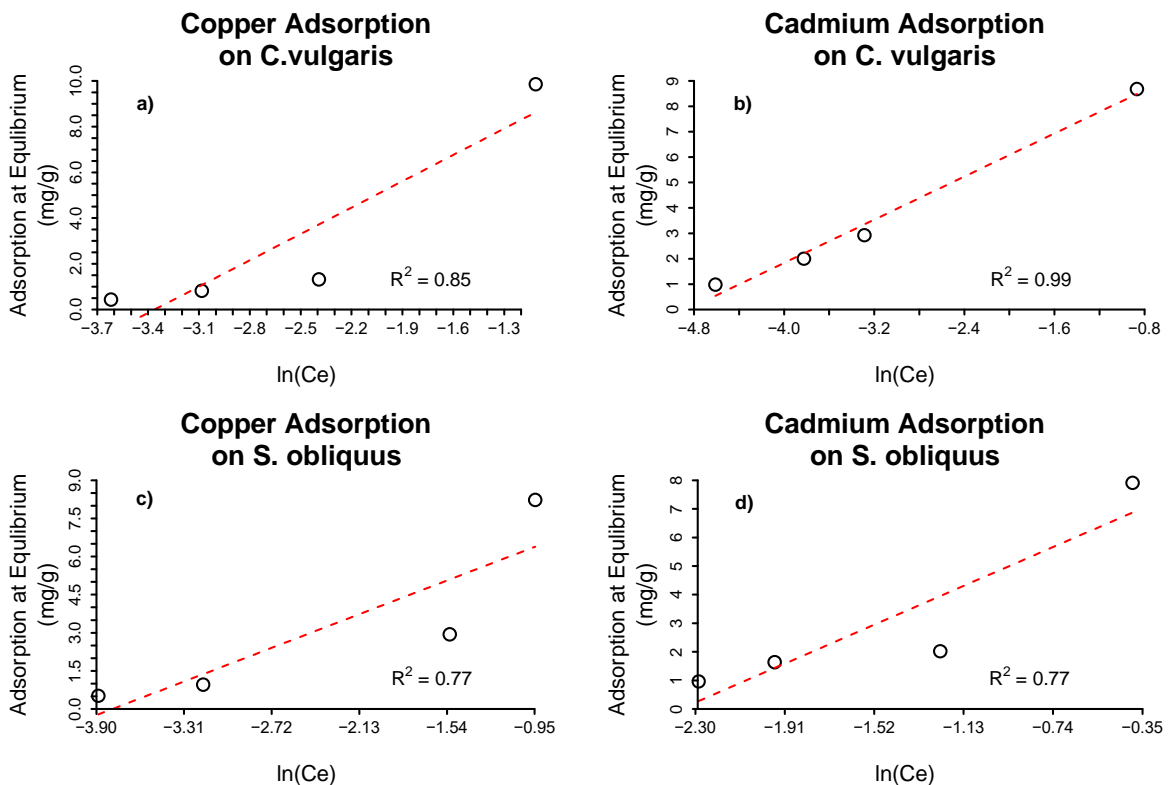 Copper Adsorption
on C.vulgaris
a)
Adsorption at Equlibrium
(mg/g)
10.0
8.0
6.0
4.0
2.0
0.0
R² = 0.85
−3.7 −3.4 −3.1 −2.8 −2.5 −2.2 −1.9 −1.6 −1.3
ln(Ce)
Cadmium Adsorption
on C. vulgaris
b)
Adsorption at Equlibrium
(mg/g)
9
8
7
6
5
4
3
2
1
0
R² = 0.99
−4.8 −4.0 −3.2 −2.4 −1.6 −0.8
ln(Ce)
Copper Adsorption
on S. obliquus
c)
Adsorption at Equlibrium
(mg/g)
9.0
7.5
6.0
4.5
3.0
1.5
0.0
R² = 0.77
−3.90 −3.31 −2.72 −2.13 −1.54 −0.95
ln(Ce)
Cadmium Adsorption
on S. obliquus
d)
Adsorption at Equlibrium
(mg/g)
8
7
6
5
4
3
2
1
0
R² = 0.77
−2.30 −1.91 −1.52 −1.13 −0.74 −0.35
ln(Ce)